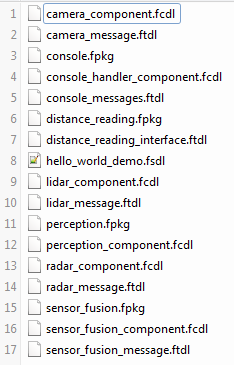 1 camera_component.fcdl
2 camera_message.ftdl
3 console.fpkg
4 console_handler_component.fcdl
5 console_messages.ftdl
6 distance_reading.fpkg
7 distance_reading_interface.ftdl
8 hello_world_demo.fsdl
9 lidar_component.fcdl
10 lidar_message.ftdl
11 perception.fpkg
12 perception_component.fcdl
13 radar_component.fcdl
14 radar_message.ftdl
15 sensor_fusion.fpkg
16 sensor_fusion_component.fcdl
17 sensor_fusion_message.ftdl